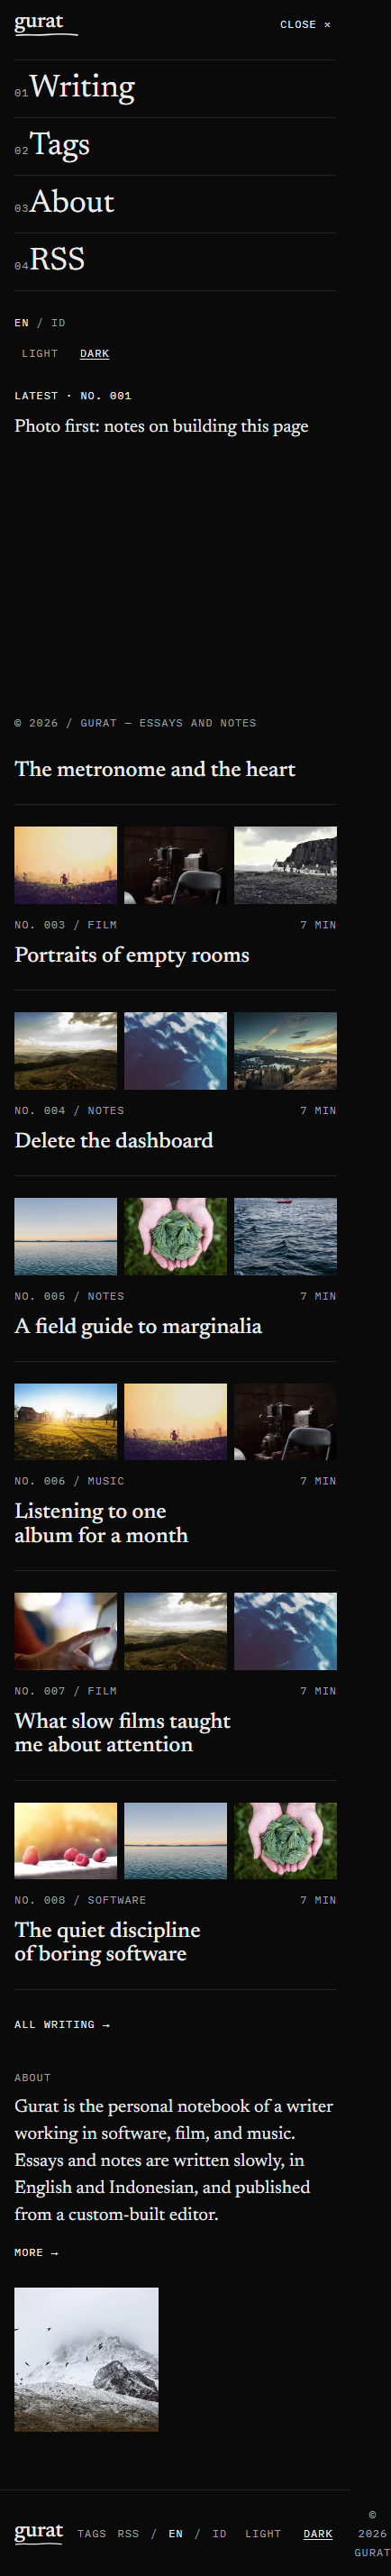 gurat
CLOSE ×
01 Writing
02 Tags
03 About
04 RSS
EN / ID
LIGHT DARK
LATEST · NO. 001
Photo first: notes on building this page
© 2026 / GURAT — ESSAYS AND NOTES
The metronome and the heart
NO. 003 / FILM 7 MIN
Portraits of empty rooms
NO. 004 / NOTES 7 MIN
Delete the dashboard
NO. 005 / NOTES 7 MIN
A field guide to marginalia
NO. 006 / MUSIC 7 MIN
Listening to one
album for a month
NO. 007 / FILM 7 MIN
What slow films taught
me about attention
NO. 008 / SOFTWARE 7 MIN
The quiet discipline
of boring software
ALL WRITING →
ABOUT
Gurat is the personal notebook of a writer
working in software, film, and music.
Essays and notes are written slowly, in
English and Indonesian, and published
from a custom-built editor.
MORE →
gurat TAGS RSS / EN / ID LIGHT DARK
©
2026
GURAT